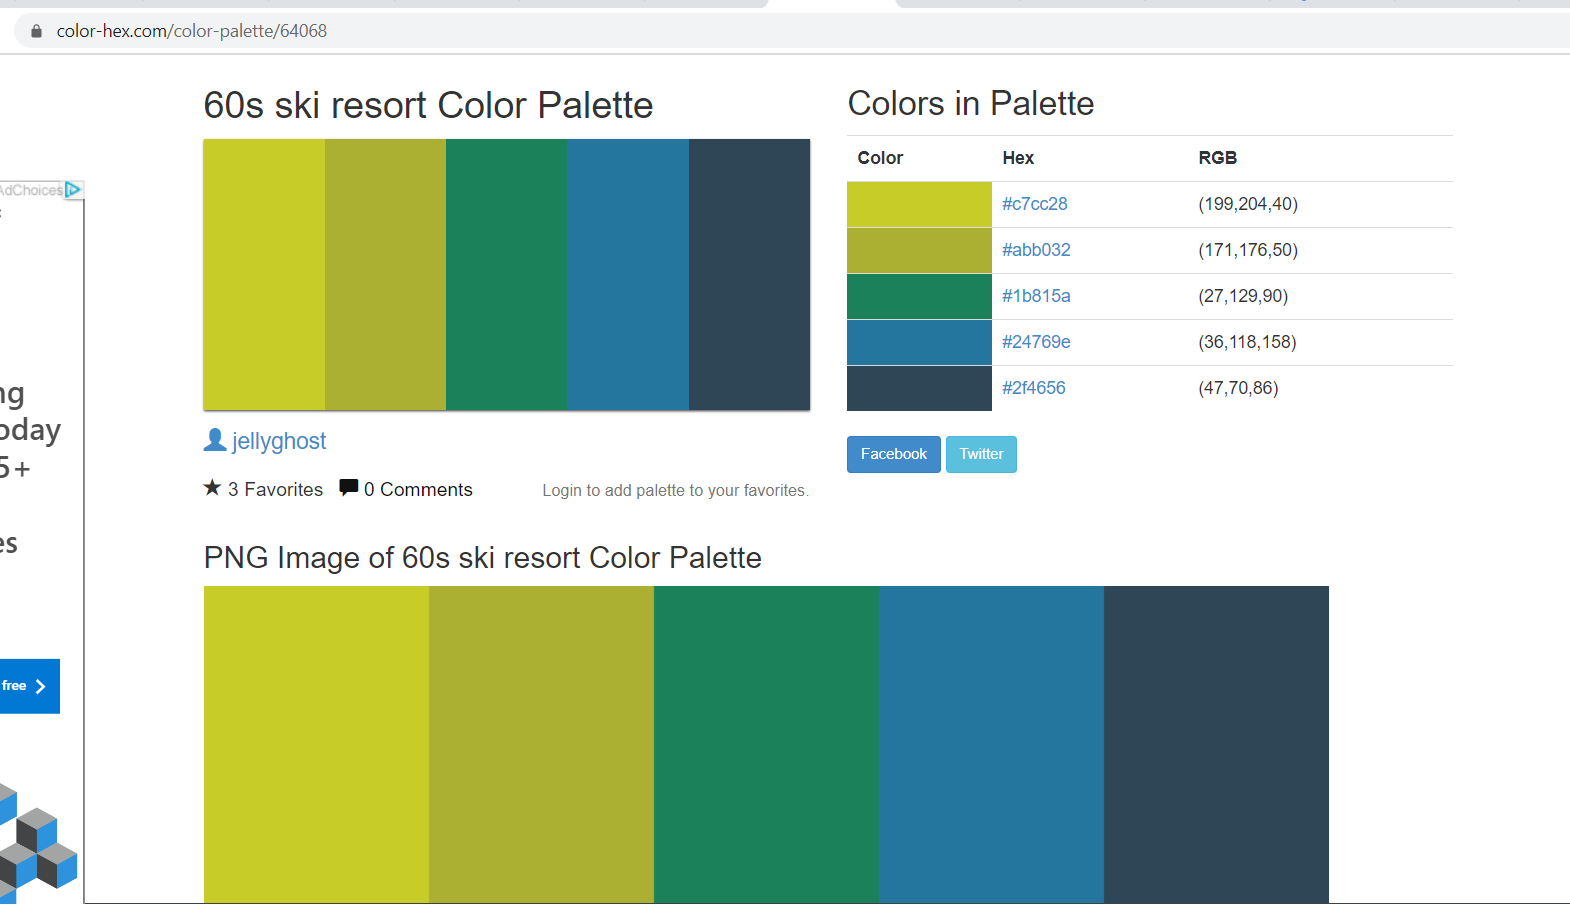 color-hex.com/color-palette/64068
60s ski resort Color Palette
jellyghost
3 Favorites 0 Comments Login to add palette to your favorites.
Colors in Palette
Color Hex RGB
#c7cc28 (199,204,40)
#abb032 (171,176,50)
#1b815a (27,129,90)
#24769e (36,118,158)
#2f4656 (47,70,86)
Facebook Twitter
PNG Image of 60s ski resort Color Palette
AdChoices
5+
free